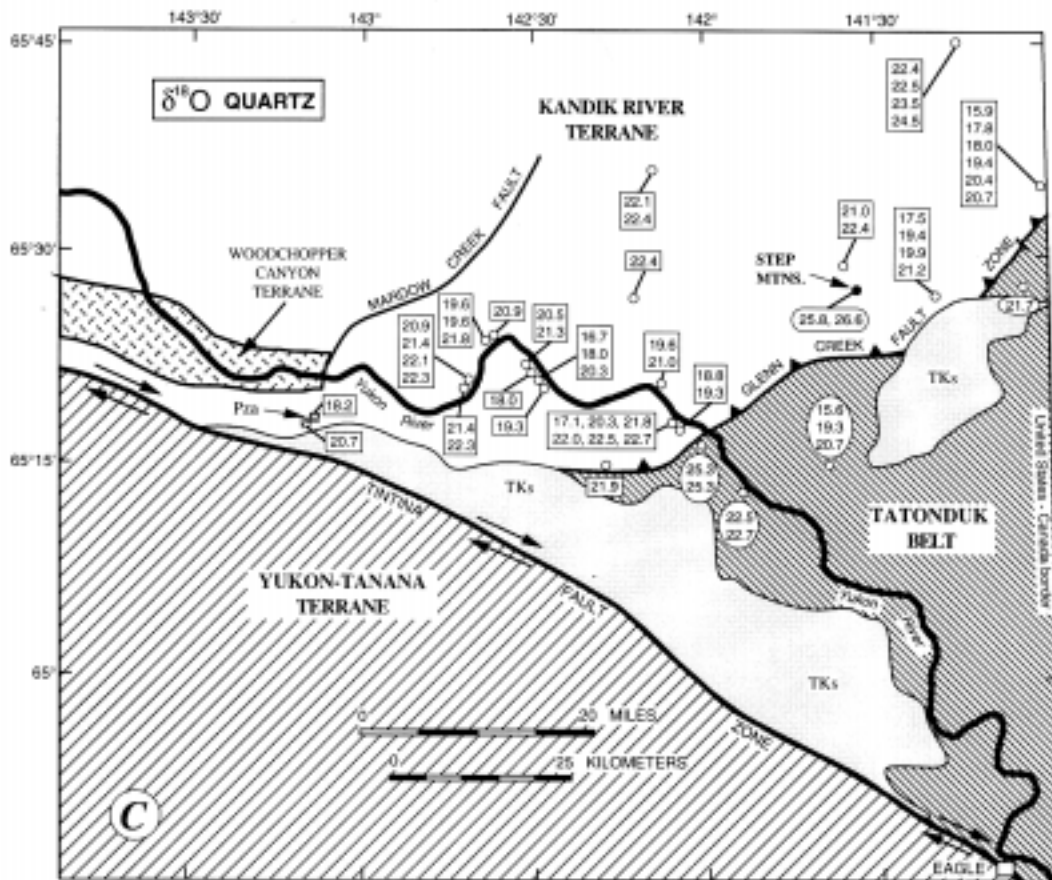 143°30'
143°
142°30'
142°
141°30'
65°45'
δ¹⁸O QUARTZ
KANDIK RIVER
TERRANE
22.4
22.5
23.5
24.5
15.9
17.8
18.0
19.4
20.4
20.7
22.1
22.4
21.0
22.4
17.5
19.4
19.9
21.2
65°30'
WOODCHOPPER
CANYON
TERRANE
MARDOW CREEK FAULT
22.4
STEP
MTNS.
25.8, 26.6
ZONE
21.7
19.6
19.6
21.8
20.9
20.5
21.3
20.9
21.4
22.1
22.3
16.7
18.0
20.3
19.6
21.0
GLENN CREEK FAULT
TKs
18.8
19.3
Yukon
River
18.0
19.3
Pza
18.2
20.7
21.4
22.3
17.1, 20.3, 21.8
22.0, 22.5, 22.7
15.6
19.3
20.7
65°15'
21.9
25.3
25.3
TKs
22.5
22.7
TATONDUK
BELT
United States - Canada border
TINTINA
FAULT
ZONE
YUKON-TANANA
TERRANE
Yukon
River
65°
TKs
0 20 MILES
0 25 KILOMETERS
C
EAGLE